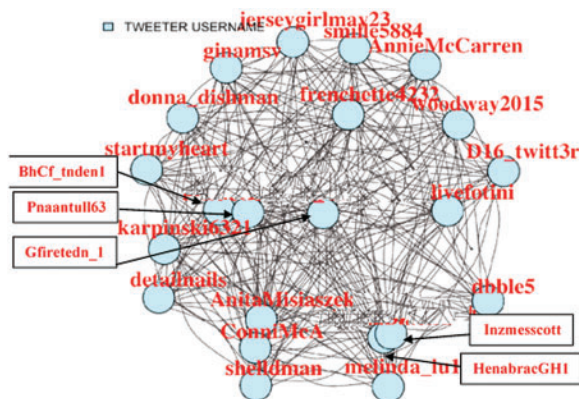 jerseygirlmax23
TWEETER USERNAME
smille5884
AnnieMcCarren
ginamsv
frenchette4232
donna_dishman
woodway2015
startmyheart
D16_twitt3r
BhCf_tnden1
Pnaantull63
livefotini
karpinski6321
Gfiretedn_1
detailnails
dbble5
AnitaMisiaszek
Inzmesscott
ConniMcA
shelldman
melinda_lu1
HenabracGH1